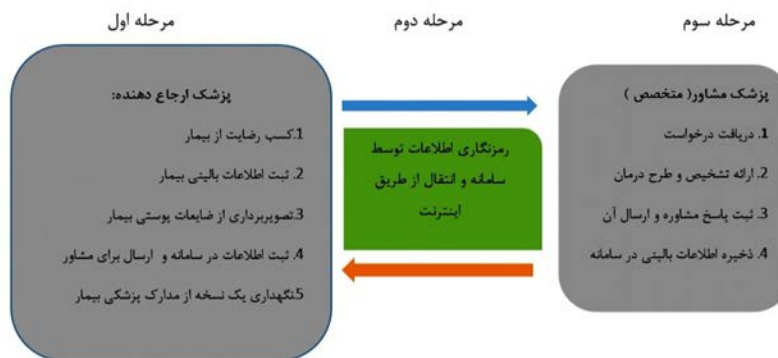 مرحله اول
مرحله دوم
مرحله سوم
پزشک ارجاع دهنده:
1.کسب رضایت از بیمار
2. ثبت اطلاعات بالینی بیمار
3.تصویربرداری از ضایعات پوستی بیمار
4. ثبت اطلاعات در سامانه و ارسال برای مشاور
5.نگهداری یک نسخه از مدارک پزشکی بیمار
رمزنگاری اطلاعات توسط
سامانه و انتقال از طریق
اینترنت
پزشک مشاور( متخصص )
1. دریافت درخواست
2. ارائه تشخیص و طرح درمان
3. ثبت پاسخ مشاوره و ارسال آن
4. ذخیره اطلاعات بالینی در سامانه